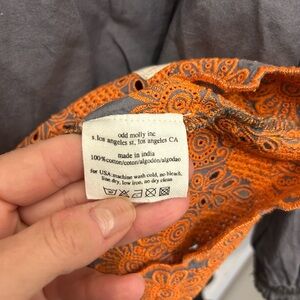 odd molly inc
s.los angeles st, los angeles CA
made in india
100%cotton/coton/algodón/algodao
for USA:machine wash cold, no bleach,
line dry, low iron, no dry clean